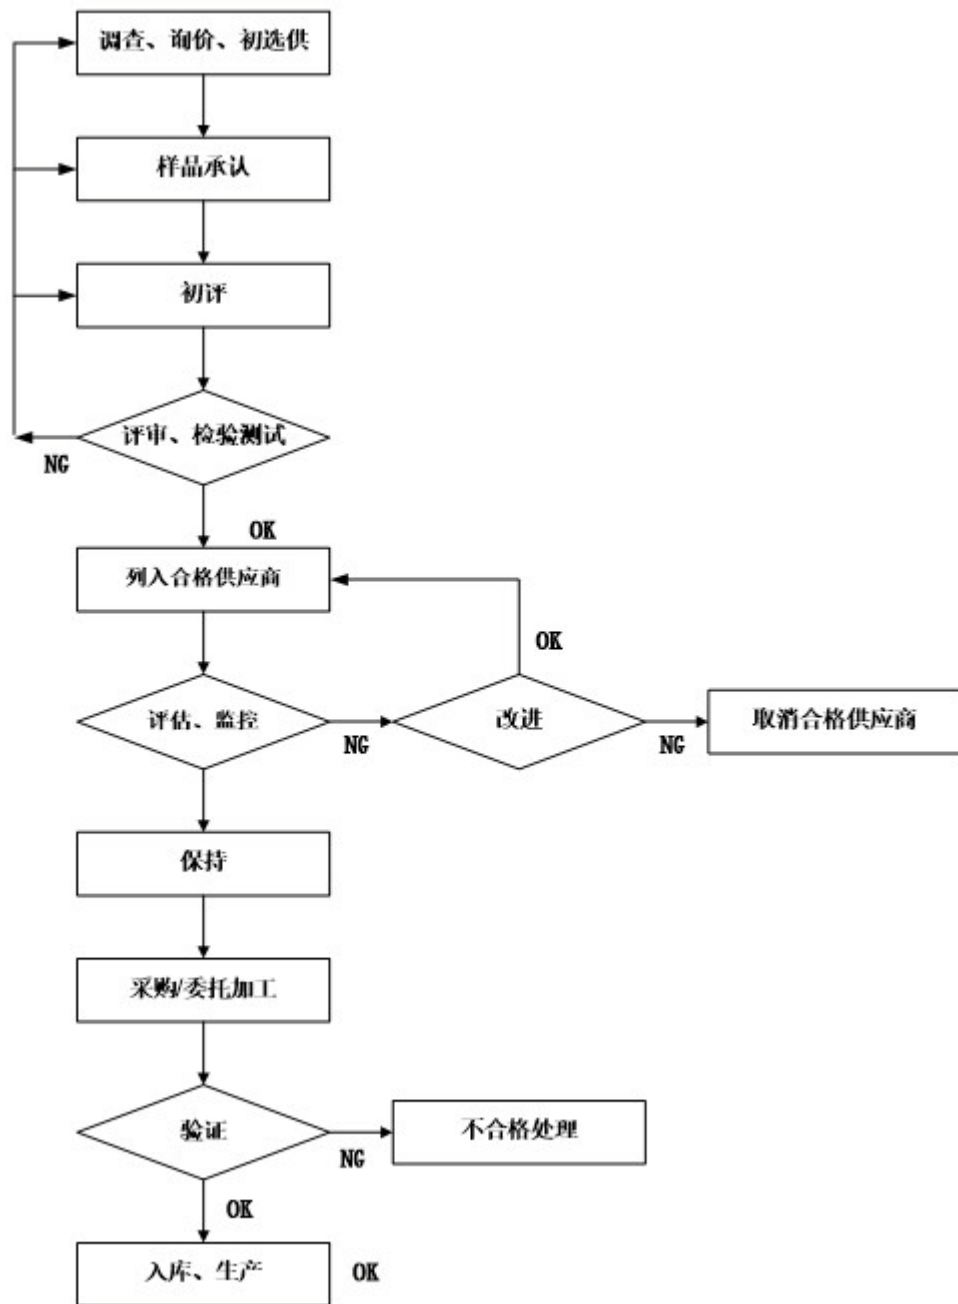 调查、询价、初选供
样品承认
初评
评审、检验测试
NG
OK
列入合格供应商
OK
评估、监控
NG
改进
NG
取消合格供应商
保持
采购/委托加工
验证
NG
不合格处理
OK
入库、生产
OK